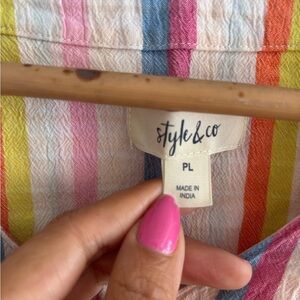 style & co
PL
MADE IN
INDIA